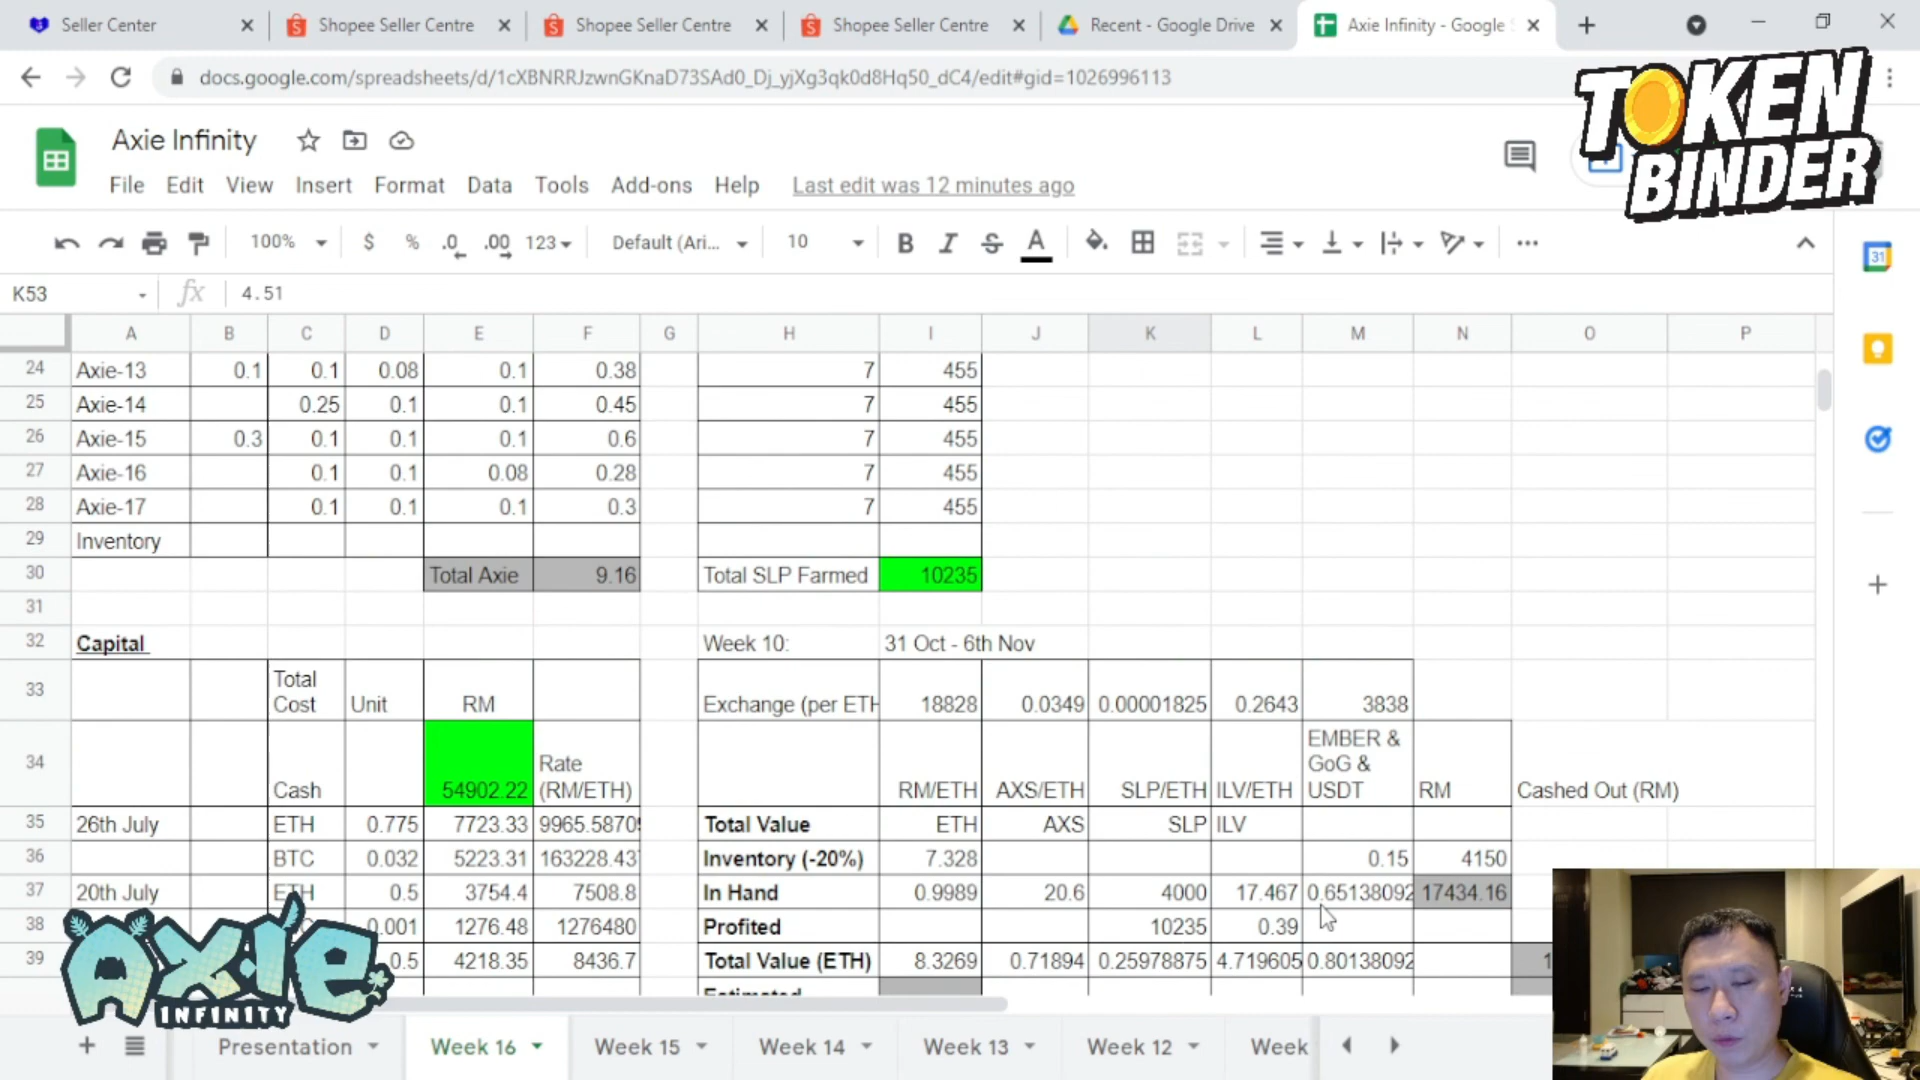 Seller Centre
Shopee Seller Centre
Shopee Seller Centre
Shopee Seller Centre
Recent - Google Drive
Axie Infinity - Google
docs.google.com/spreadsheets/d/1cXBNRRJzwnGKnaD73SAd0_Dj_yjXg3qk0d8Hq50_dC4/edit#gid=1026996113
TOKEN
BINDER
Axie Infinity
File Edit View Insert Format Data Tools Add-ons Help Last edit was 12 minutes ago
100% $ % .0 .00 123 Default (Ari... 10 B I S A
31
K53 fx 4.51
A B C D E F G H I J K L M N O P
24 Axie-13 0.1 0.1 0.08 0.1 0.38 7 455
25 Axie-14 0.25 0.1 0.1 0.45 7 455
26 Axie-15 0.3 0.1 0.1 0.1 0.6 7 455
27 Axie-16 0.1 0.1 0.08 0.28 7 455
28 Axie-17 0.1 0.1 0.1 0.3 7 455
29 Inventory
30 Total Axie 9.16 Total SLP Farmed 10235
31
32 Capital Week 10: 31 Oct - 6th Nov
33 Total Cost Unit RM Exchange (per ETH 18828 0.0349 0.00001825 0.2643 3838
34 Cash 54902.22 Rate (RM/ETH) RM/ETH AXS/ETH SLP/ETH ILV/ETH EMBER & GoG & USDT RM Cashed Out (RM)
35 26th July ETH 0.775 7723.33 9965.5870 Total Value ETH AXS SLP ILV
36 BTC 0.032 5223.31 163228.43 Inventory (-20%) 7.328 0.15 4150
37 20th July ETH 0.5 3754.4 7508.8 In Hand 0.9989 20.6 4000 17.467 0.65138092 17434.16
38 0.001 1276.48 1276480 Profited 10235 0.39
39 0.5 4218.35 8436.7 Total Value (ETH) 8.3269 0.71894 0.25978875 4.719605 0.80138092 1
Estimated
Axie
INFINITY
Presentation Week 16 Week 15 Week 14 Week 13 Week 12 Week